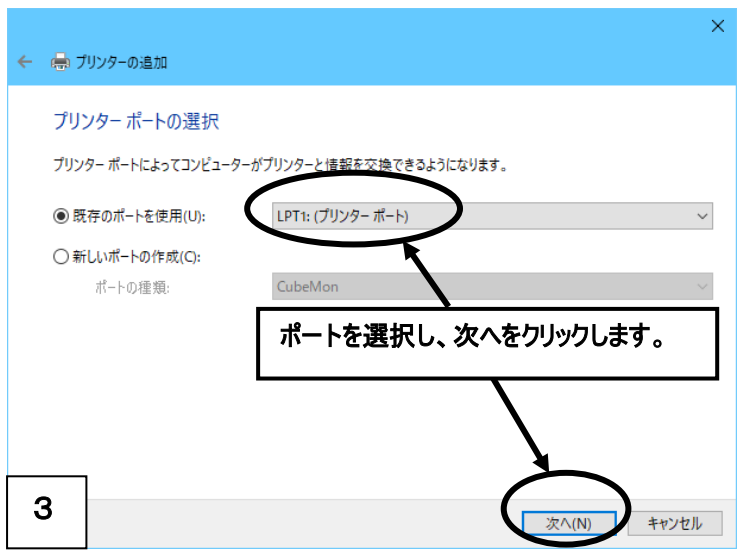 プリンターの追加
プリンター ポートの選択
プリンター ポートによってコンピューターがプリンターと情報を交換できるようになります。
既存のポートを使用(U):
LPT1: (プリンター ポート)
新しいポートの作成(C):
ポートの種類:
CubeMon
ポートを選択し、次へをクリックします。
3
次へ(N)
キャンセル